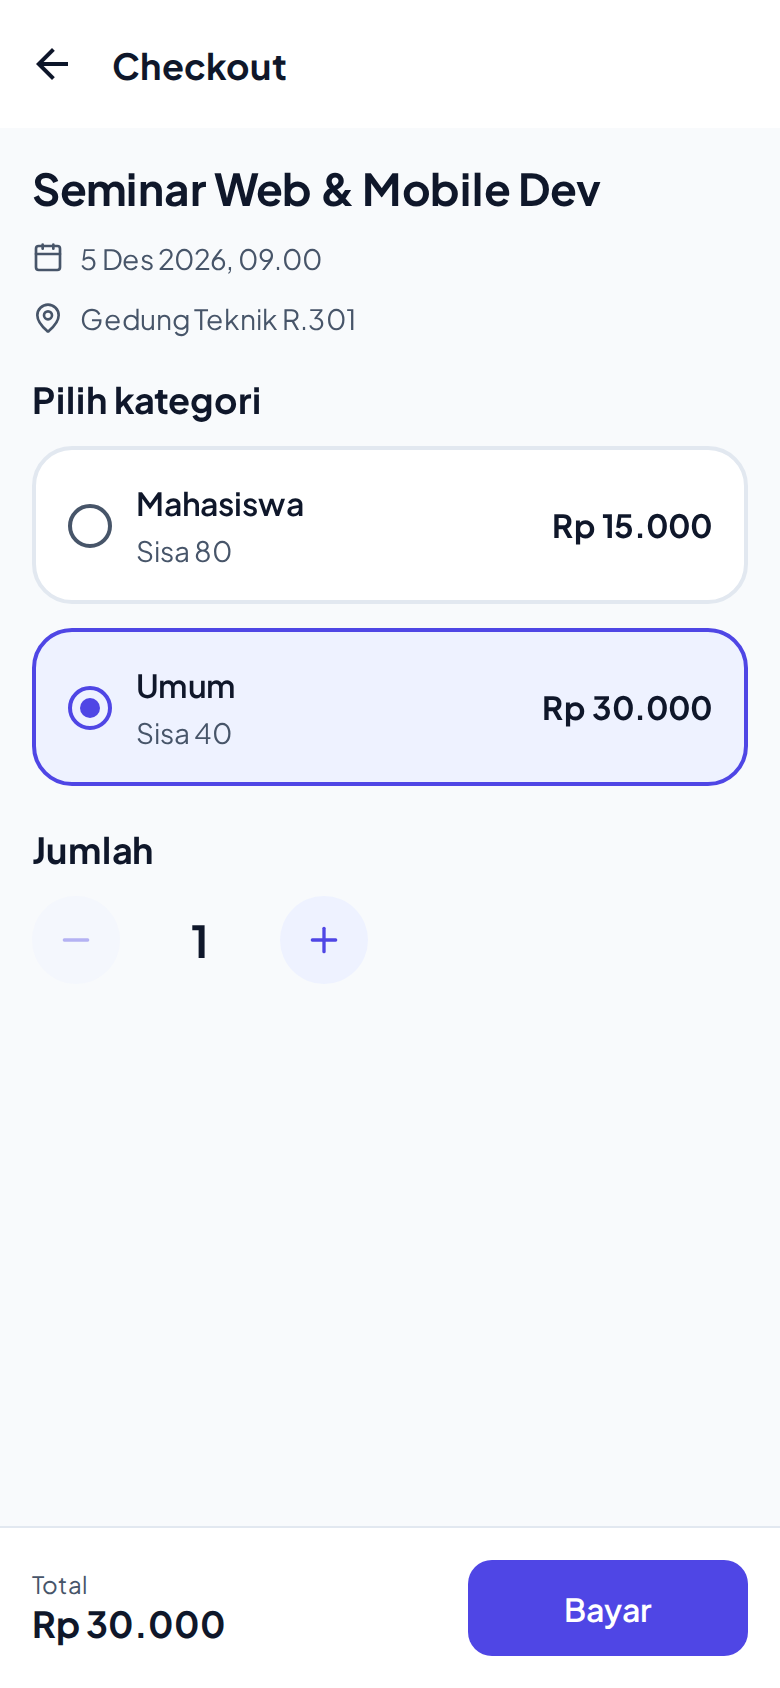 Checkout
Seminar Web & Mobile Dev
5 Des 2026, 09.00
Gedung Teknik R.301
Pilih kategori
Mahasiswa
Sisa 80
Rp 15.000
Umum
Sisa 40
Rp 30.000
Jumlah
1
Total
Rp 30.000
Bayar